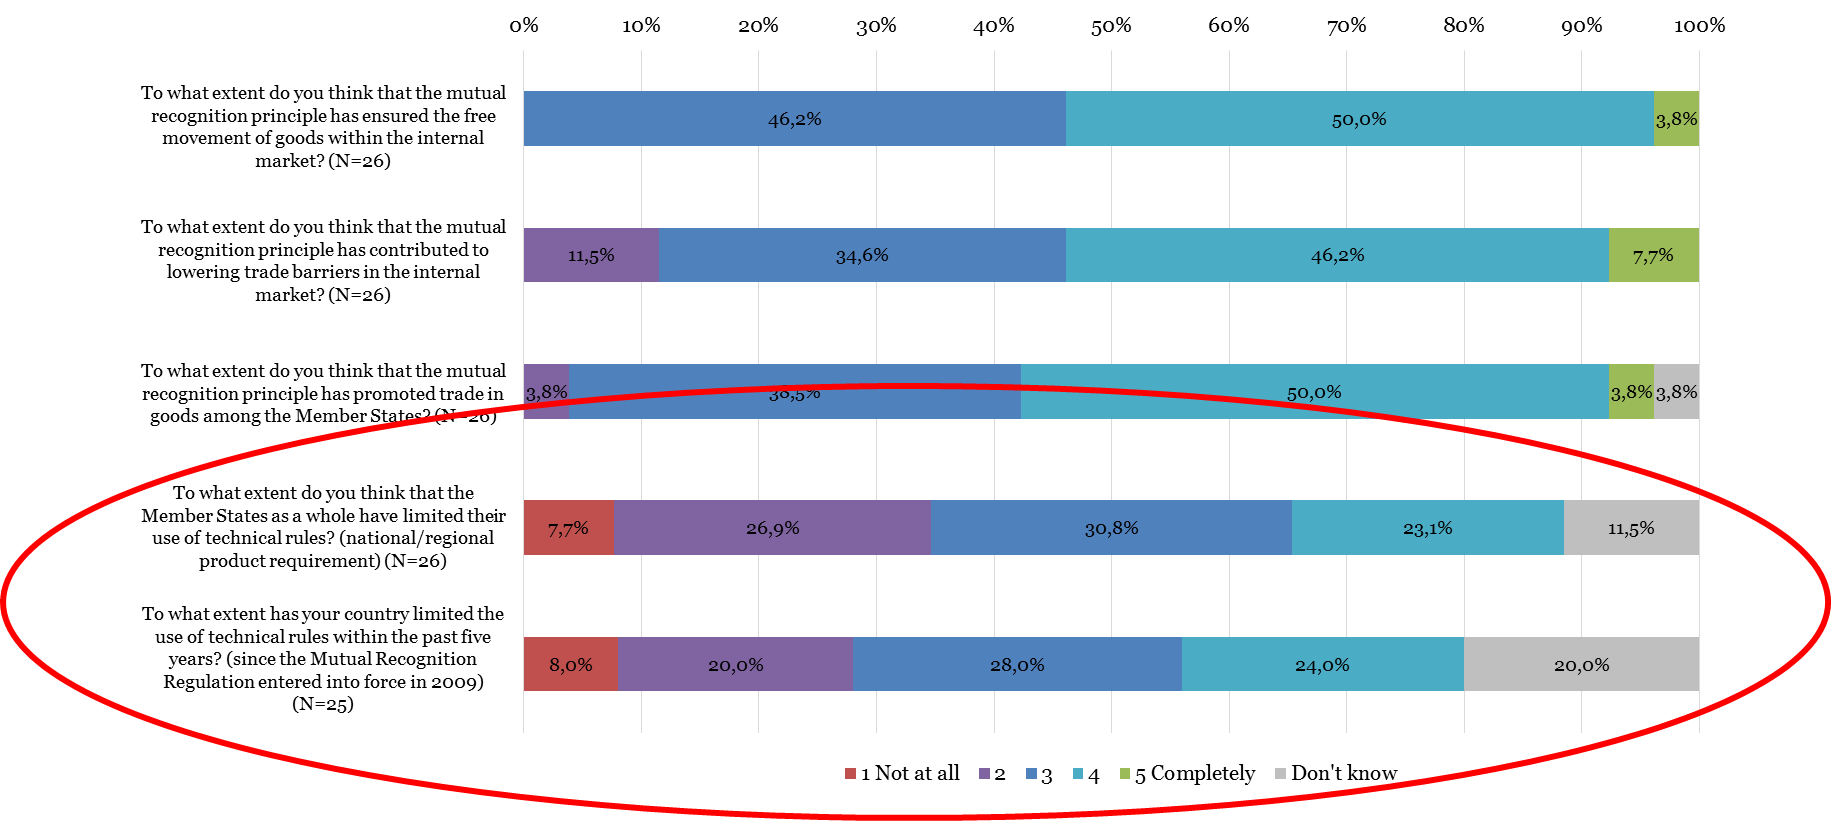 0% 10% 20% 30% 40% 50% 60% 70% 80% 90% 100%
To what extent do you think that the mutual
recognition principle has ensured the free
movement of goods within the internal
market? (N=26)
46,2% 50,0% 3,8%
To what extent do you think that the mutual
recognition principle has contributed to
lowering trade barriers in the internal
market? (N=26)
11,5% 34,6% 46,2% 7,7%
To what extent do you think that the mutual
recognition principle has promoted trade in
goods among the Member States? (N=26)
3,8% 38,5% 50,0% 3,8% 3,8%
To what extent do you think that the
Member States as a whole have limited their
use of technical rules? (national/regional
product requirement) (N=26)
7,7% 26,9% 30,8% 23,1% 11,5%
To what extent has your country limited the
use of technical rules within the past five
years? (since the Mutual Recognition
Regulation entered into force in 2009)
(N=25)
8,0% 20,0% 28,0% 24,0% 20,0%
1 Not at all 2 3 4 5 Completely Don't know